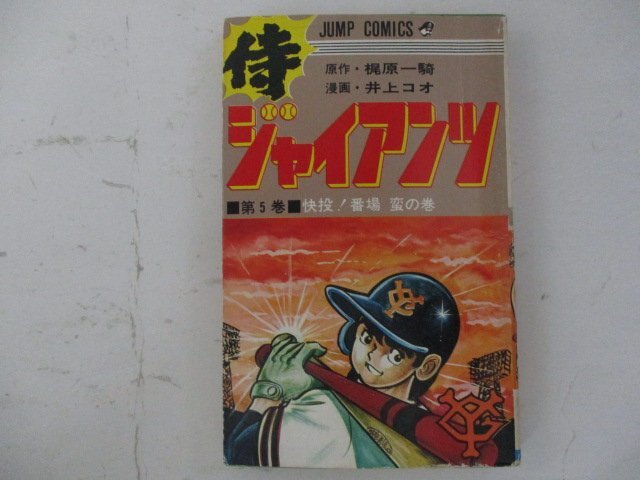 JUMP COMICS
侍
原作・梶原一騎
漫画・井上コオ
ジャイアンツ
■第5巻■快投!番場 蛮の巻